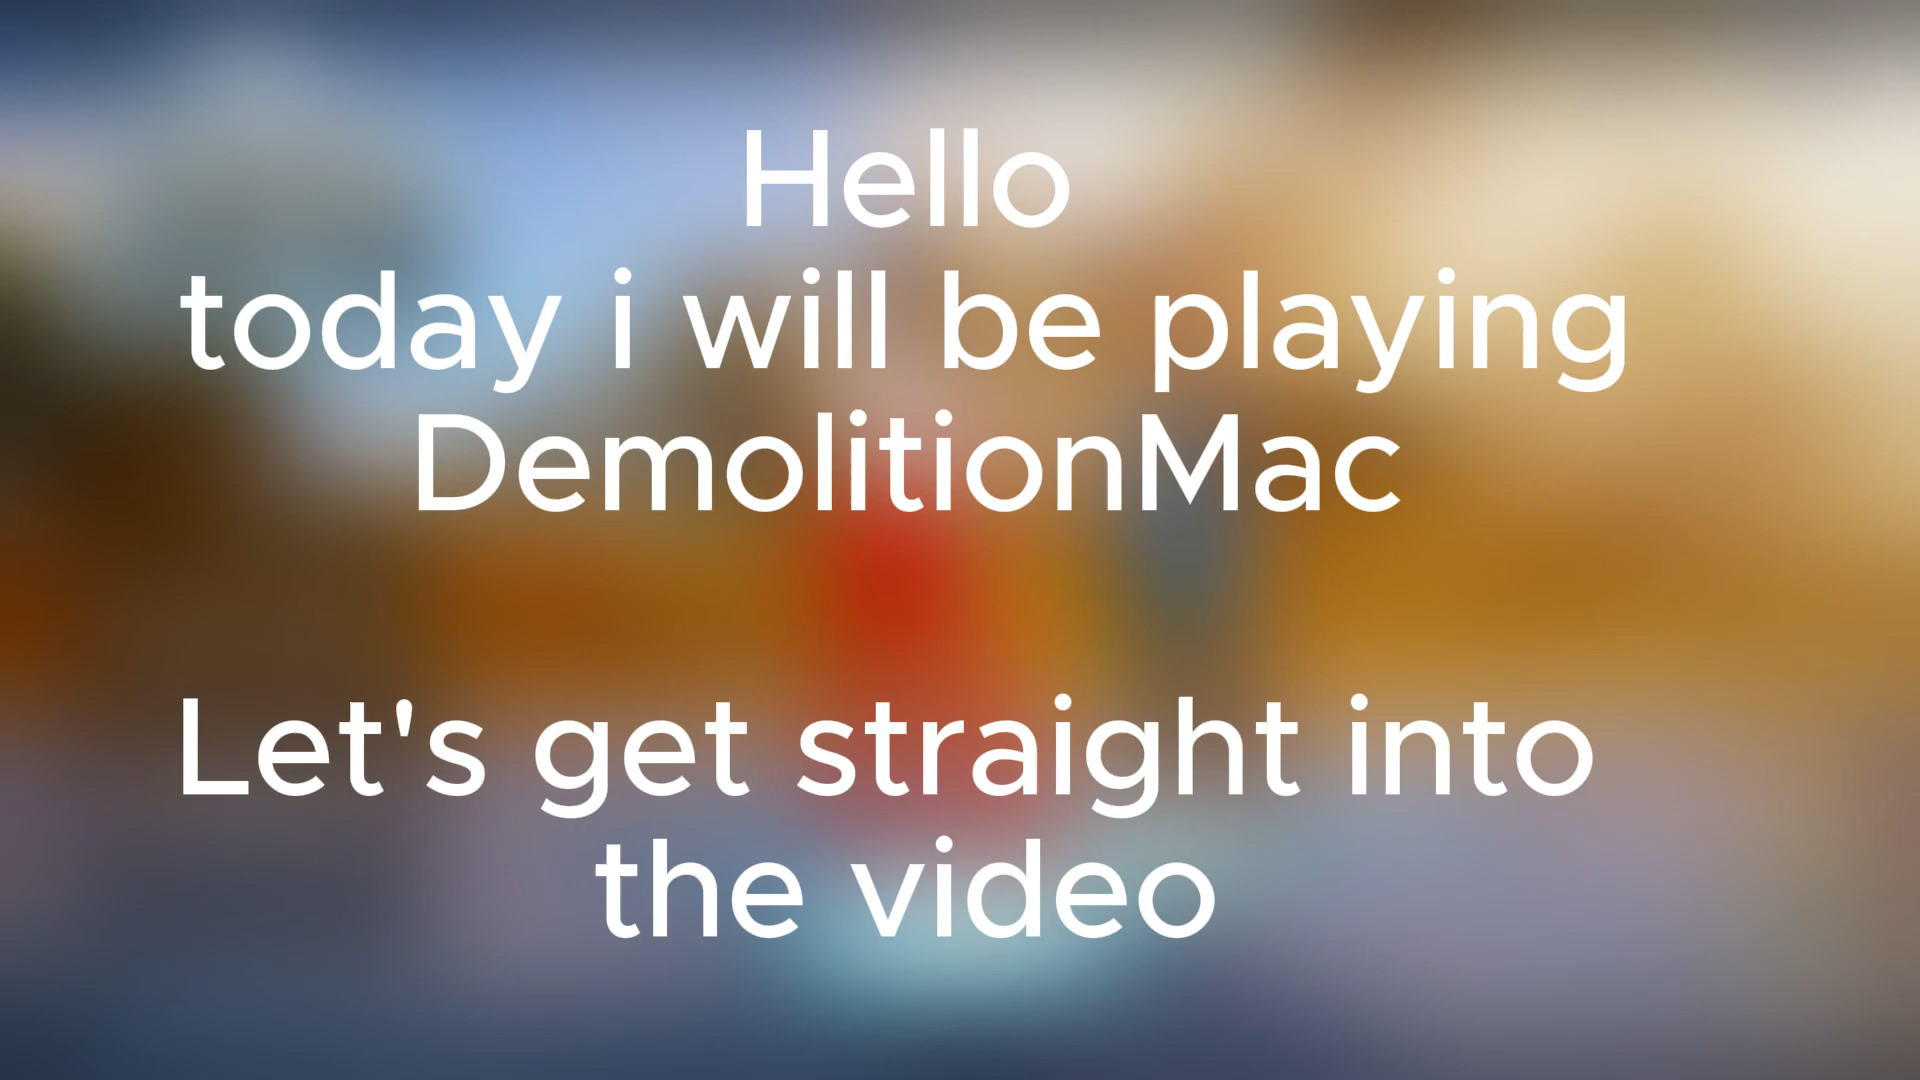 Hello
today i will be playing
DemolitionMac
Let's get straight into
the video